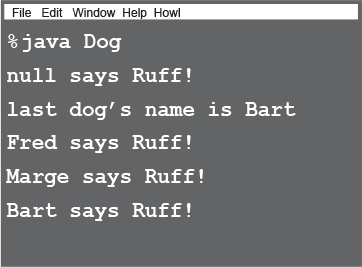 File Edit Window Help Howl
%java Dog
null says Ruff!
last dog’s name is Bart
Fred says Ruff!
Marge says Ruff!
Bart says Ruff!